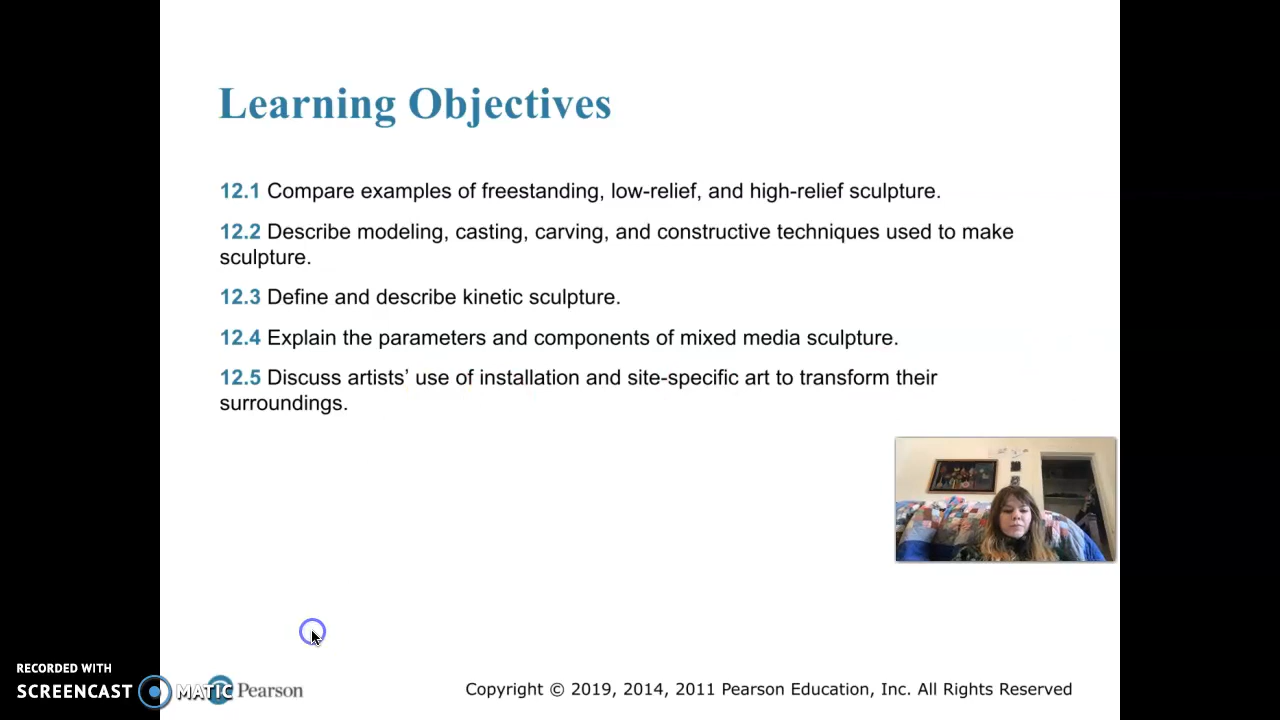 Learning Objectives
12.1 Compare examples of freestanding, low-relief, and high-relief sculpture.
12.2 Describe modeling, casting, carving, and constructive techniques used to make
sculpture.
12.3 Define and describe kinetic sculpture.
12.4 Explain the parameters and components of mixed media sculpture.
12.5 Discuss artists’ use of installation and site-specific art to transform their
surroundings.
RECORDED WITH
SCREENCAST MATIC
Pearson
Copyright © 2019, 2014, 2011 Pearson Education, Inc. All Rights Reserved